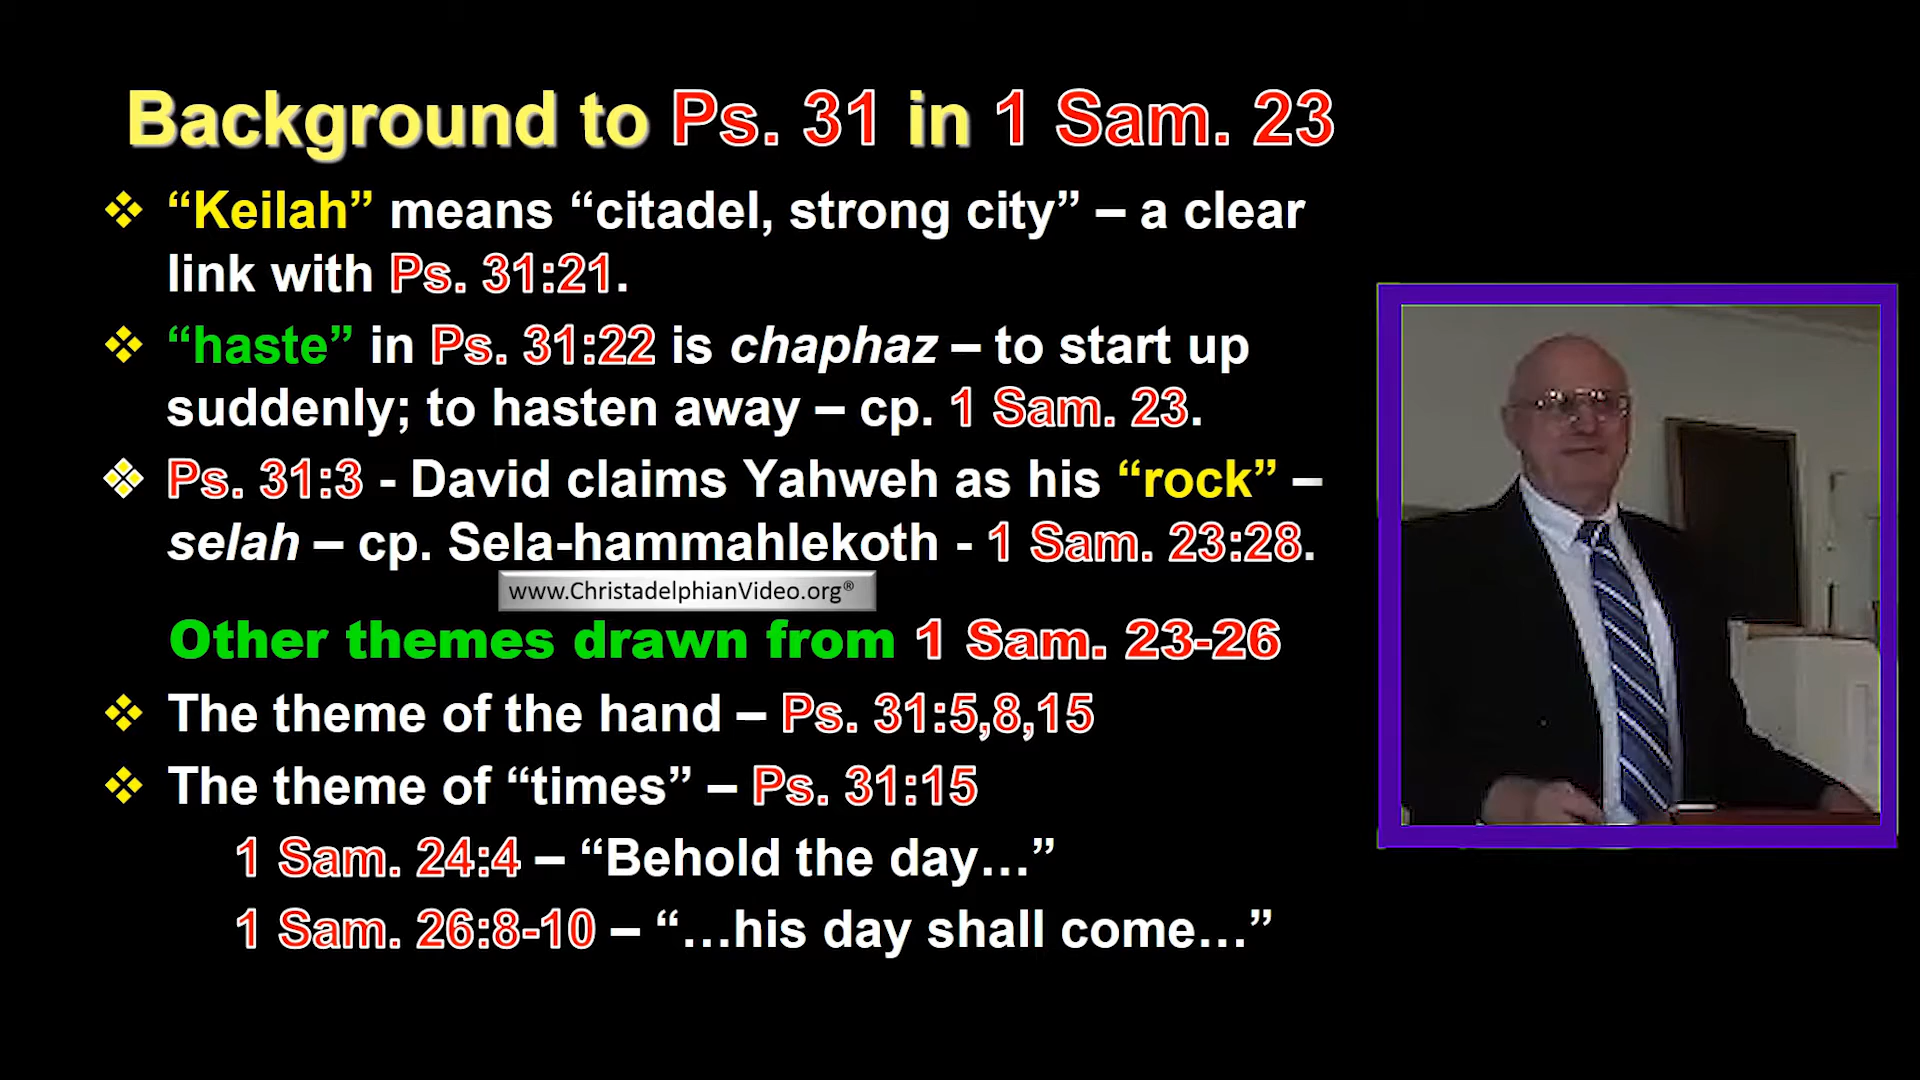 Background to Ps. 31 in 1 Sam. 23
❖ “Keilah” means “citadel, strong city” – a clear
link with Ps. 31:21.
❖ “haste” in Ps. 31:22 is chaphaz – to start up
suddenly; to hasten away – cp. 1 Sam. 23.
❖ Ps. 31:3 - David claims Yahweh as his “rock” –
selah – cp. Sela-hammahlekoth - 1 Sam. 23:28.
www.ChristadelphianVideo.org®
Other themes drawn from 1 Sam. 23-26
❖ The theme of the hand – Ps. 31:5,8,15
❖ The theme of “times” – Ps. 31:15
1 Sam. 24:4 – “Behold the day…”
1 Sam. 26:8-10 – “…his day shall come…”